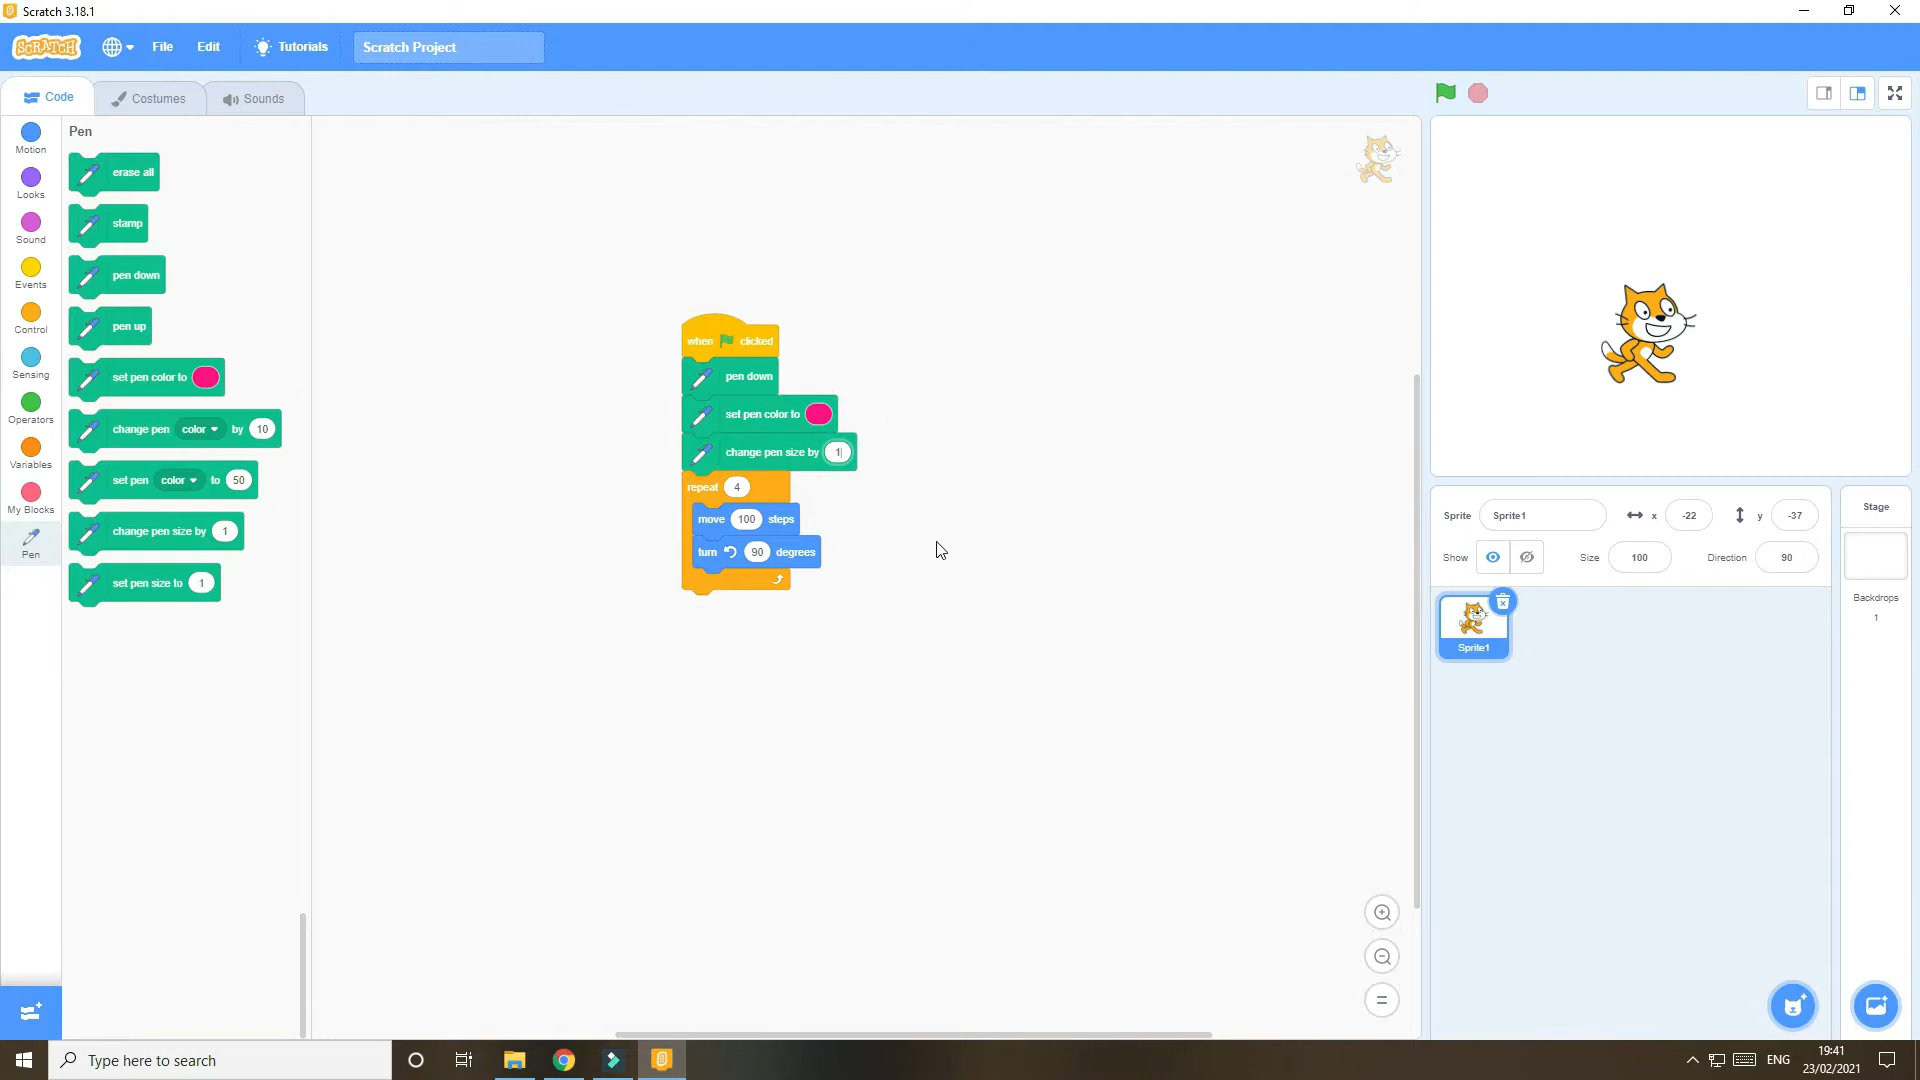 Scratch 3.18.1
SCRATCH File Edit Tutorials Scratch Project
Code Costumes Sounds
Motion
Looks
Sound
Events
Control
Sensing
Operators
Variables
My Blocks
Pen
Pen
erase all
stamp
pen down
pen up
set pen color to
change pen color by 10
set pen color to 50
change pen size by 1
set pen size to 1
when clicked
pen down
set pen color to
change pen size by 1
repeat 4
move 100 steps
turn 90 degrees
Sprite Sprite1 x -22 y -37
Show Size 100 Direction 90
Sprite1
Stage
Backdrops
1
Type here to search
ENG
19:41
23/02/2021